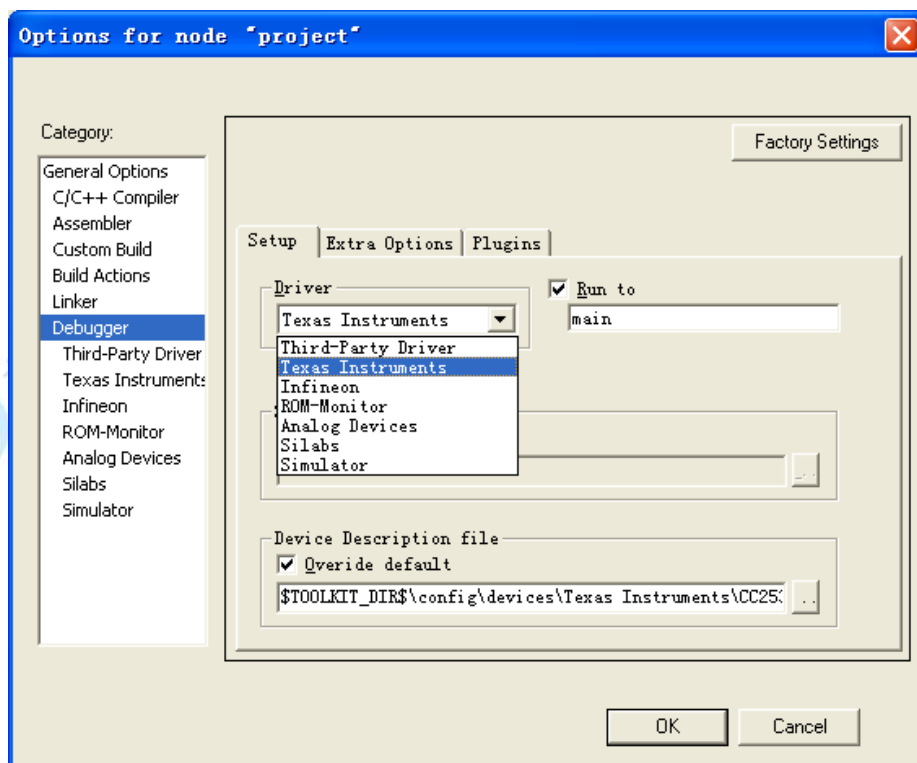 Options for node "project"
Category:
Factory Settings
General Options
C/C++ Compiler
Assembler
Custom Build
Build Actions
Linker
Debugger
Third-Party Driver
Texas Instruments
Infineon
ROM-Monitor
Analog Devices
Silabs
Simulator
Setup
Extra Options
Plugins
Driver
Texas Instruments
Third-Party Driver
Texas Instruments
Infineon
ROM-Monitor
Analog Devices
Silabs
Simulator
Run to
main
Device Description file
Overide default
$TOOLKIT_DIR$\config\devices\Texas Instruments\CC253
..
OK
Cancel